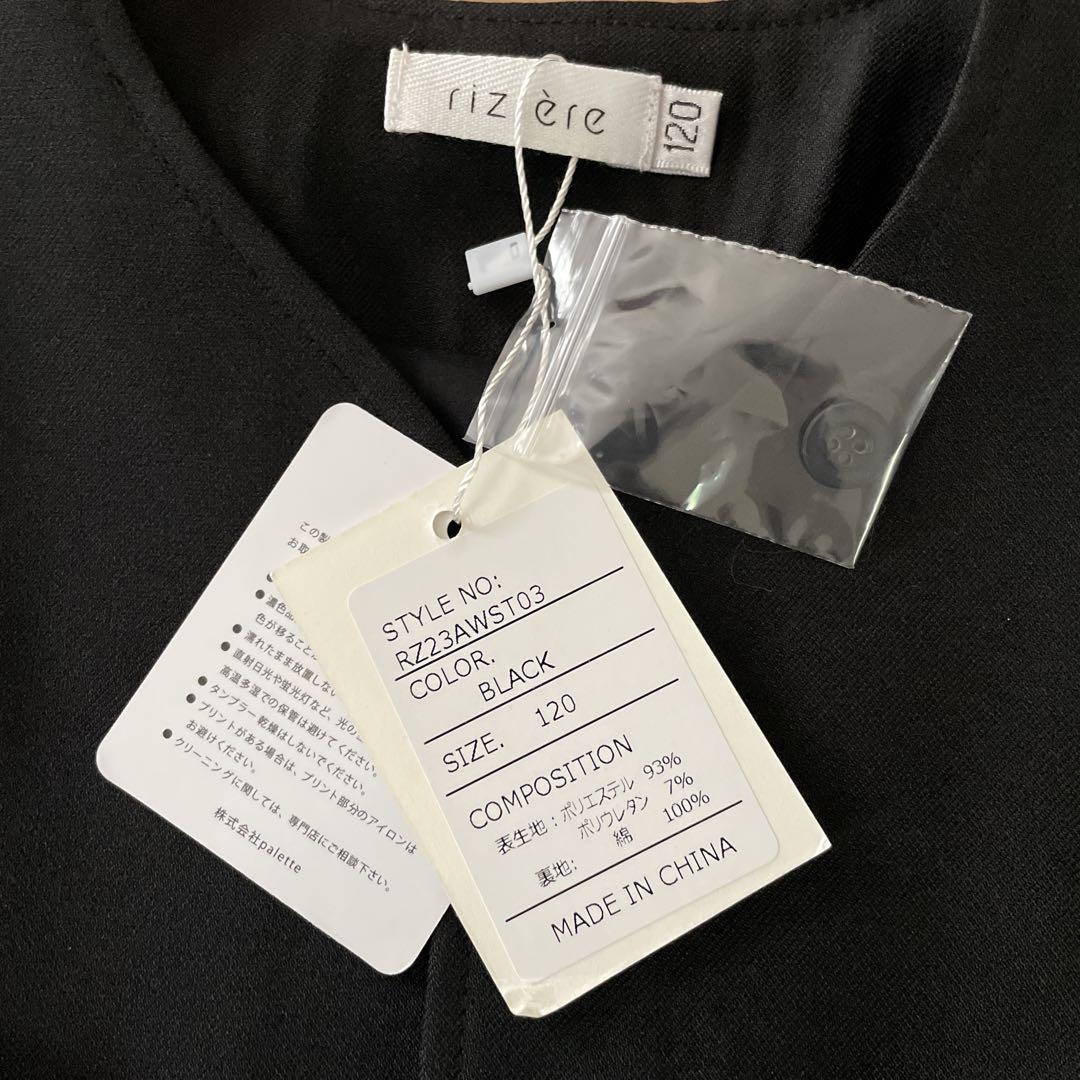 rizière
120
この製
お取
● 濃色品
色が移ること
● 濡れたまま放置しない
● 直射日光や蛍光灯など、光の
高温多湿での保管は避けてください。
● タンブラー乾燥はしないでください。
● プリントがある場合は、プリント部分のアイロンは
お避けください。
● クリーニングに関しては、専門店にご相談下さい。
株式会社palette
STYLE NO:
RZ23AWST03
COLOR.
BLACK
SIZE. 120
COMPOSITION
表生地：ポリエステル 93%
ポリウレタン 7%
裏地: 綿 100%
MADE IN CHINA